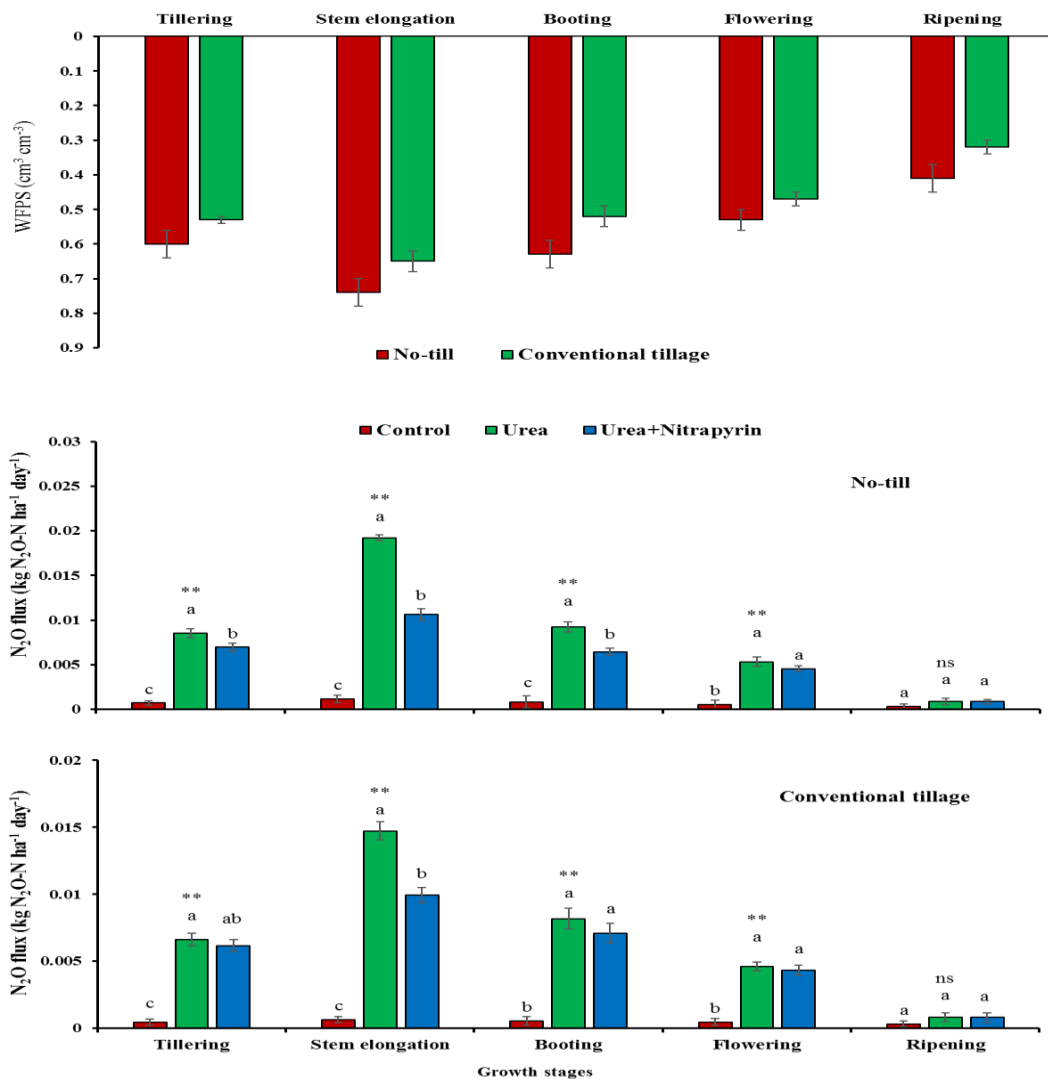 Tillering Stem elongation Booting Flowering Ripening
0
0.1
0.2
0.3
0.4
0.5
0.6
0.7
0.8
0.9
WFPS (cm³ cm⁻³)
No-till Conventional tillage
Control Urea Urea+Nitrapyrin
No-till
0.03
0.025
0.02
0.015
0.01
0.005
0
N₂O flux (kg N₂O-N ha⁻¹ day⁻¹)
** ** ** ** ns
c a b c a b c a b b a a a a a
Conventional tillage
0.02
0.015
0.01
0.005
0
N₂O flux (kg N₂O-N ha⁻¹ day⁻¹)
** ** ** ** ns
c a ab c a b b a a b a a a a a
Tillering Stem elongation Booting Flowering Ripening
Growth stages